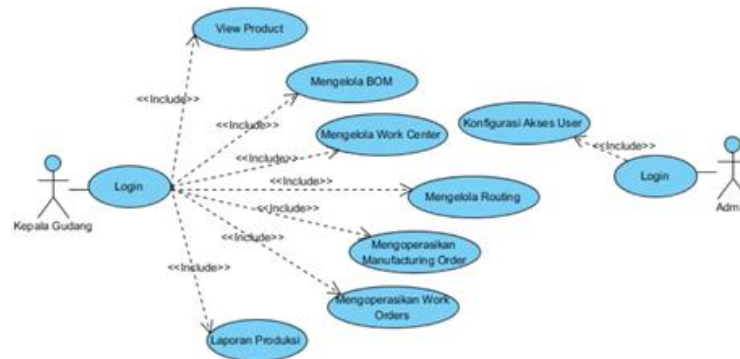 View Product
<<Include>>
Mengelola BOM
<<Include>>
Mengelola Work Center
<<Include>>
Konfigurasi Akses User
<<Include>>
Login
Kepala Gudang
<<Include>>
Mengelola Routing
Login
Admi
<<Include>>
Mengoperasikan
Manufacturing Order
<<Include>>
<<Include>>
Mengoperasikan Work
Orders
Laporan Produksi